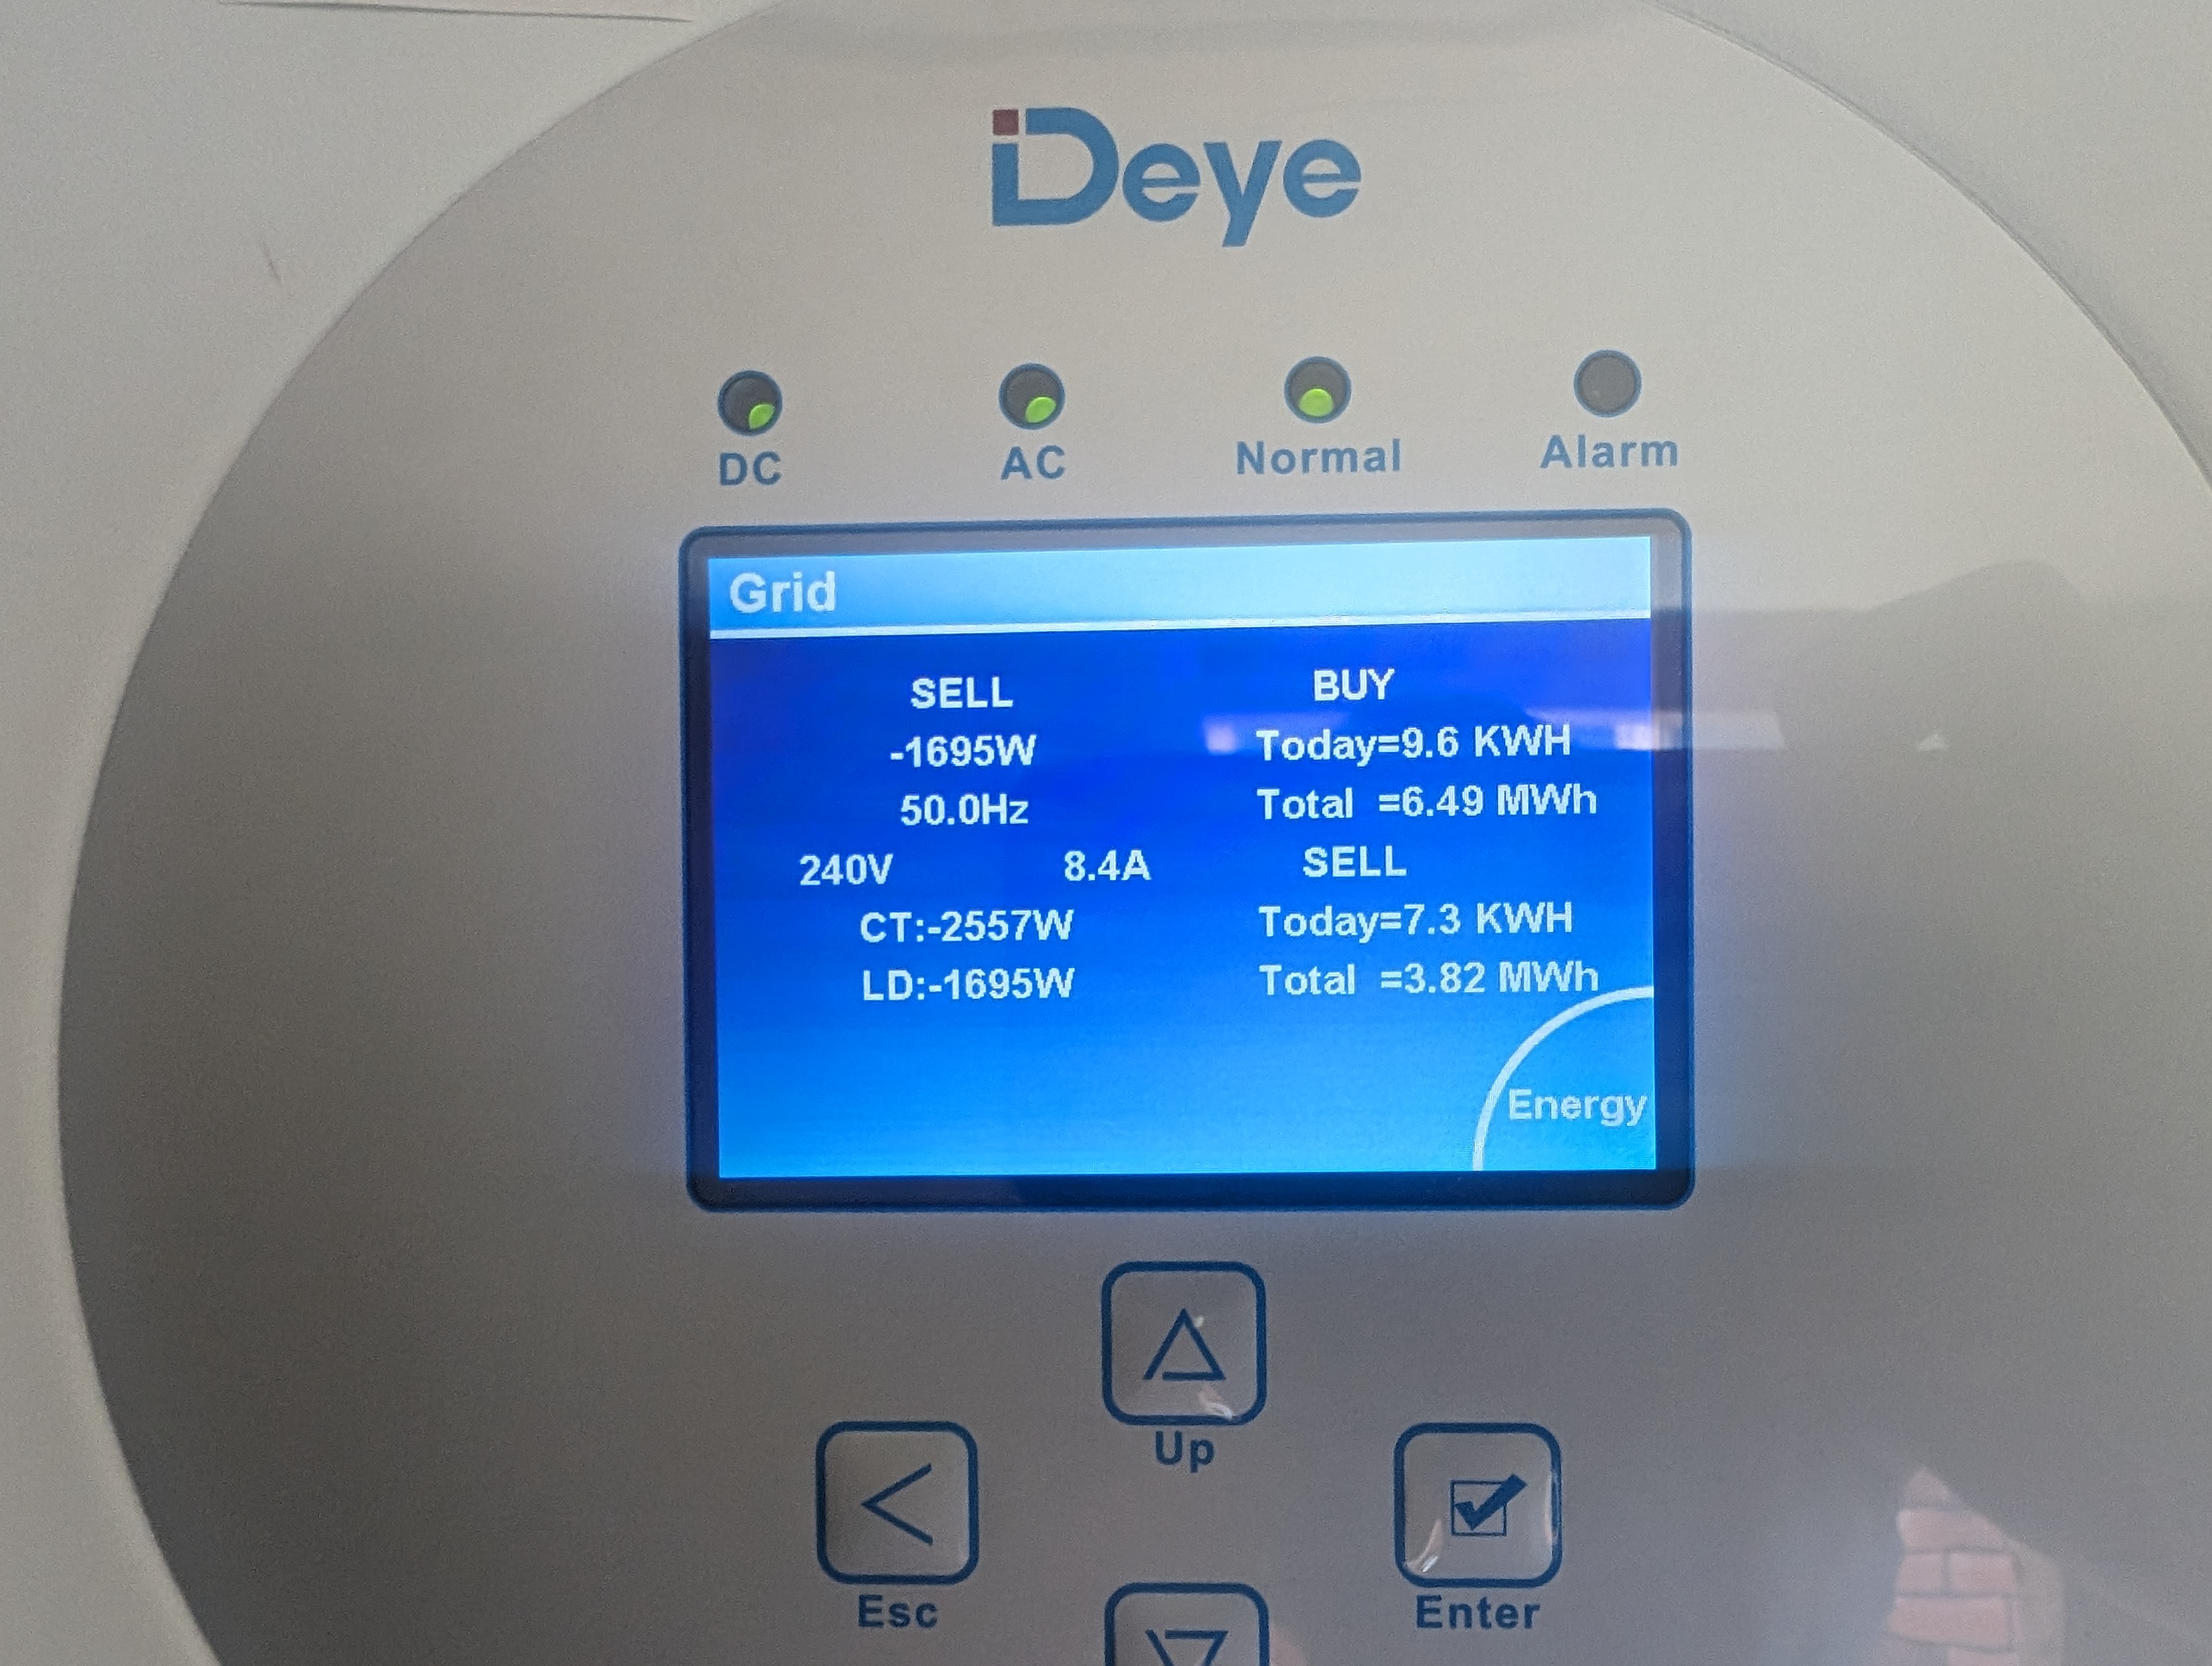 Deye
DC AC Normal Alarm
Grid
SELL
-1695W
50.0Hz
240V 8.4A
CT:-2557W
LD:-1695W
BUY
Today=9.6 KWH
Total =6.49 MWh
SELL
Today=7.3 KWH
Total =3.82 MWh
Energy
Up
Esc
Enter